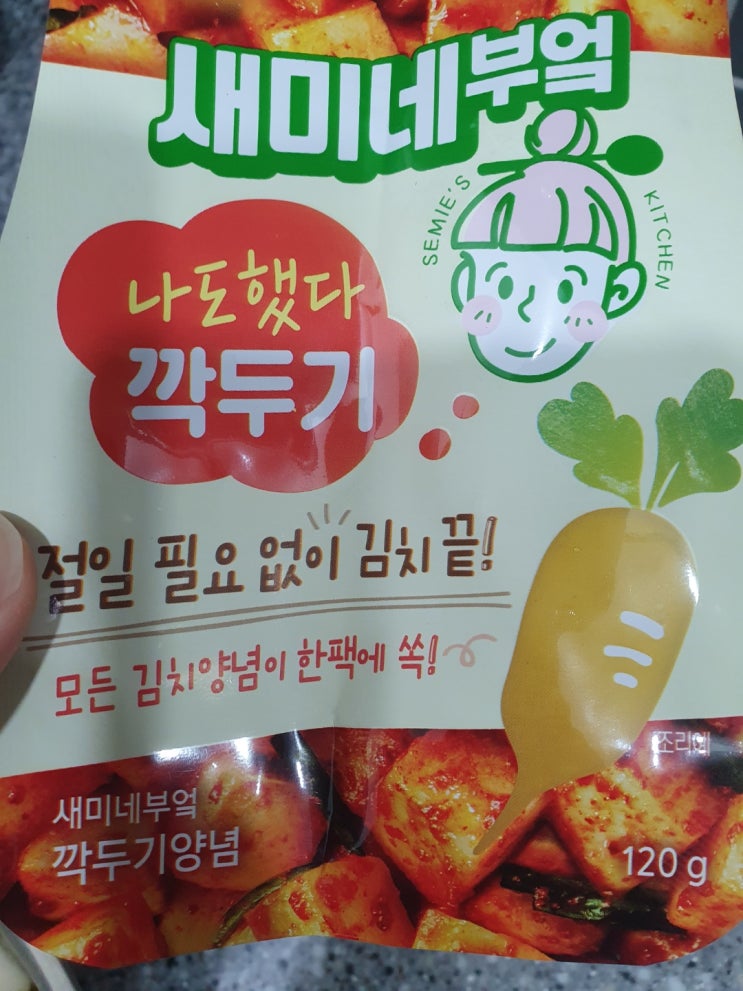 새미네부엌
SEMIE'S KITCHEN
나도했다
깍두기
절일 필요 없이 김치 끝!
모든 김치양념이 한팩에 쏙!
조리예
새미네부엌
깍두기양념
120 g